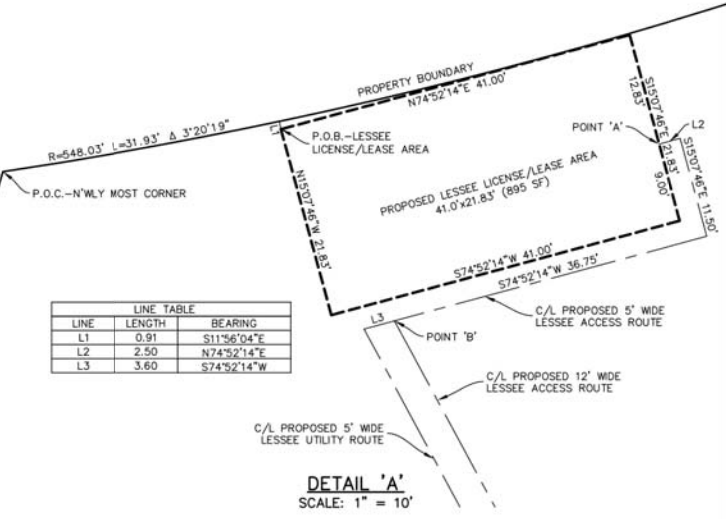 PROPERTY BOUNDARY
N74°52'14"E 41.00'
R=548.03' L=31.93' Δ 3°20'19"
L1
P.O.B.-LESSEE
LICENSE/LEASE AREA
P.O.C.-N'WLY MOST CORNER
S15°07'46"E 21.83'
12.83'
POINT 'A'
L2
9.00'
S15°07'46"E 11.50'
PROPOSED LESSEE LICENSE/LEASE AREA
41.0'x21.83' (895 SF)
N15°07'46"W 21.83'
S74°52'14"W 41.00'
S74°52'14"W 36.75'
L3
POINT 'B'
C/L PROPOSED 5' WIDE
LESSEE ACCESS ROUTE
C/L PROPOSED 12' WIDE
LESSEE ACCESS ROUTE
C/L PROPOSED 5' WIDE
LESSEE UTILITY ROUTE
LINE TABLE
LINE LENGTH BEARING
L1 0.91 S11°56'04"E
L2 2.50 N74°52'14"E
L3 3.60 S74°52'14"W
DETAIL 'A'
SCALE: 1" = 10'